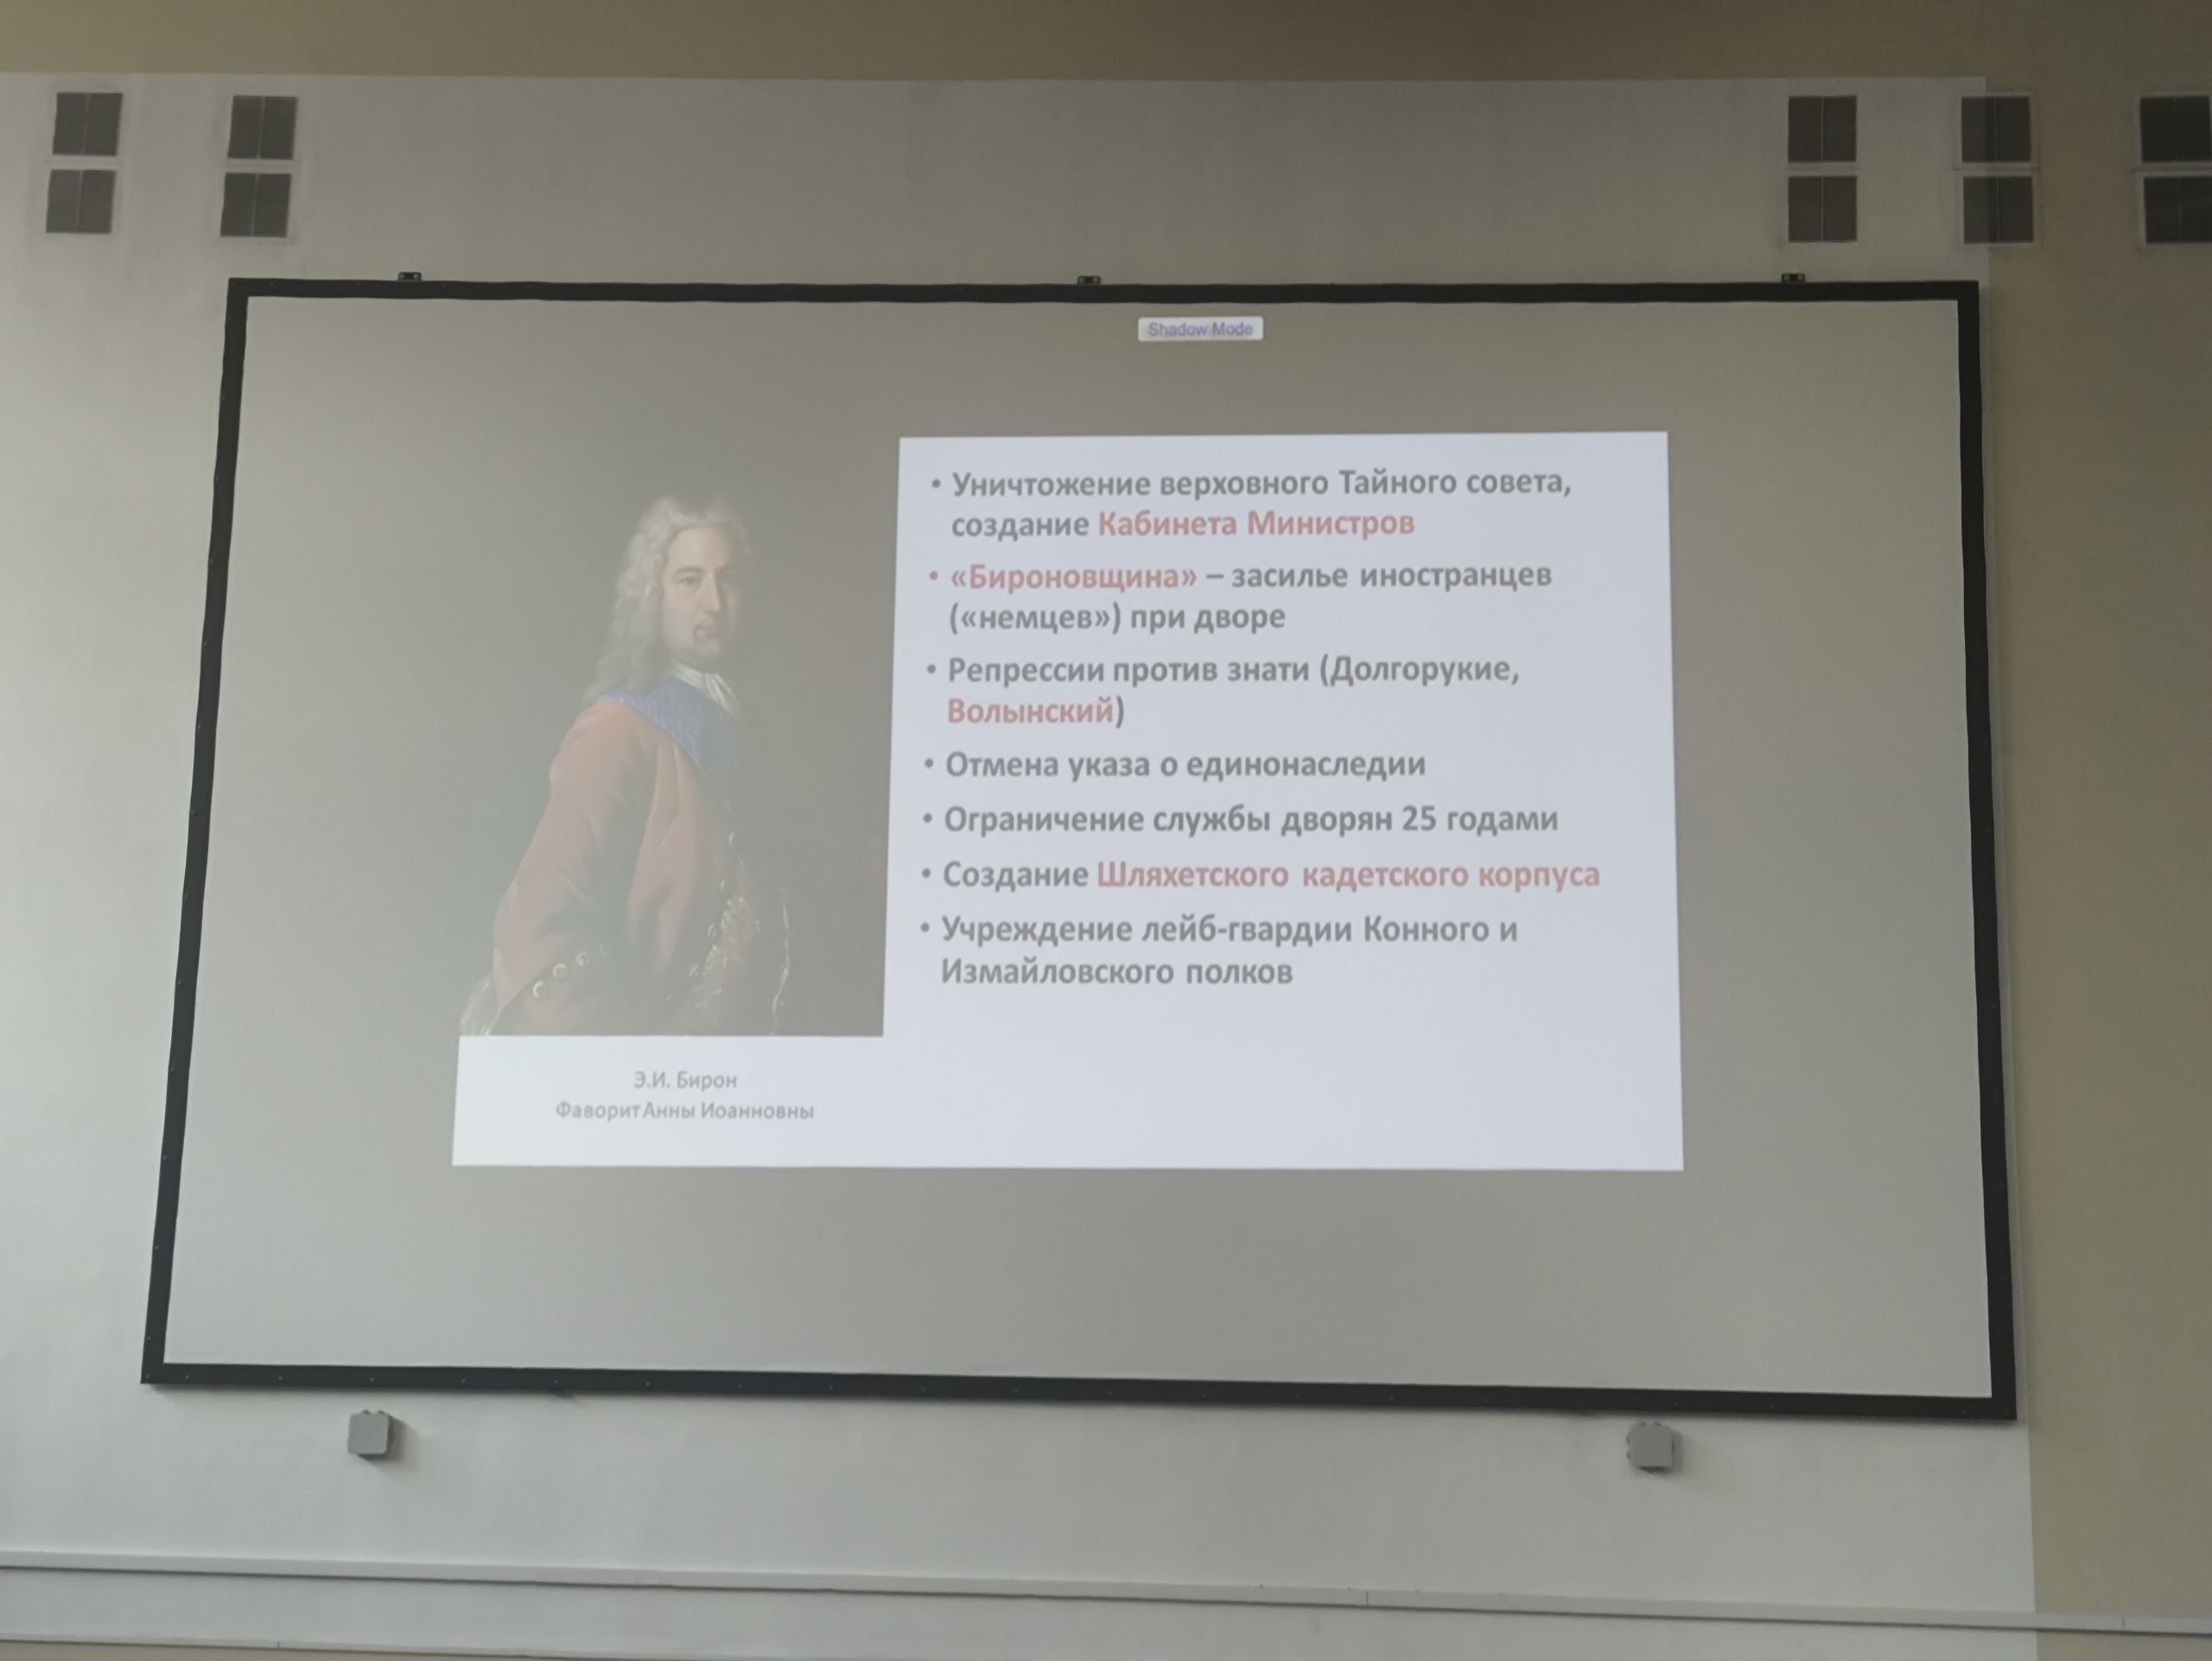 Shadow Mode
• Уничтожение верховного Тайного совета,
создание Кабинета Министров
• «Бироновщина» – засилье иностранцев
(«немцев») при дворе
• Репрессии против знати (Долгорукие,
Волынский)
• Отмена указа о единонаследии
• Ограничение службы дворян 25 годами
• Создание Шляхетского кадетского корпуса
• Учреждение лейб-гвардии Конного и
Измайловского полков
Э.И. Бирон
Фаворит Анны Иоанновны